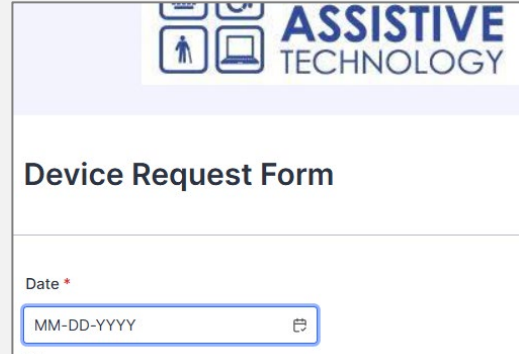 ASSISTIVE
TECHNOLOGY
Device Request Form
Date *
MM-DD-YYYY